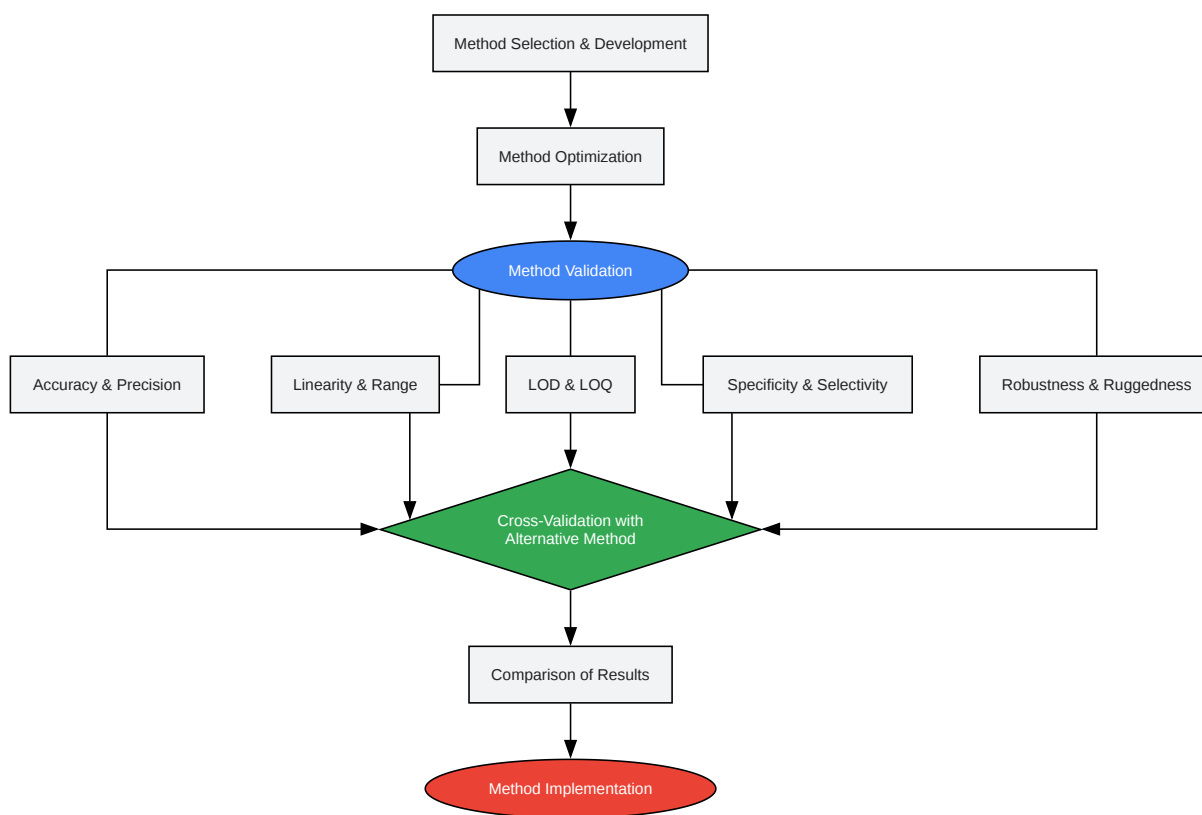 Method Selection & Development
Method Optimization
Method Validation
Accuracy & Precision
Linearity & Range
LOD & LOQ
Specificity & Selectivity
Robustness & Ruggedness
Cross-Validation with
Alternative Method
Comparison of Results
Method Implementation